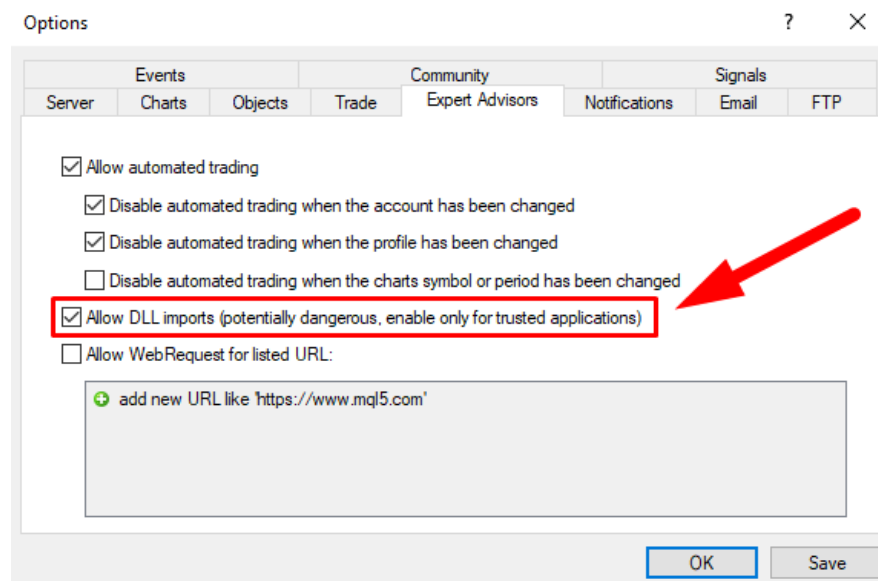 Options ?
Events Community Signals
Server Charts Objects Trade Expert Advisors Notifications Email FTP
Allow automated trading
Disable automated trading when the account has been changed
Disable automated trading when the profile has been changed
Disable automated trading when the charts symbol or period has been changed
Allow DLL imports (potentially dangerous, enable only for trusted applications)
Allow WebRequest for listed URL:
add new URL like 'https://www.mql5.com'
OK Save